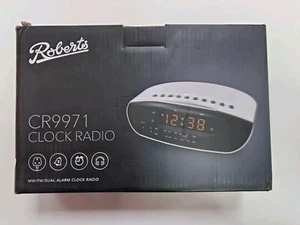 Roberts
12:38
CR9971
CLOCK RADIO
MW/FM/DUAL ALARM CLOCK RADIO